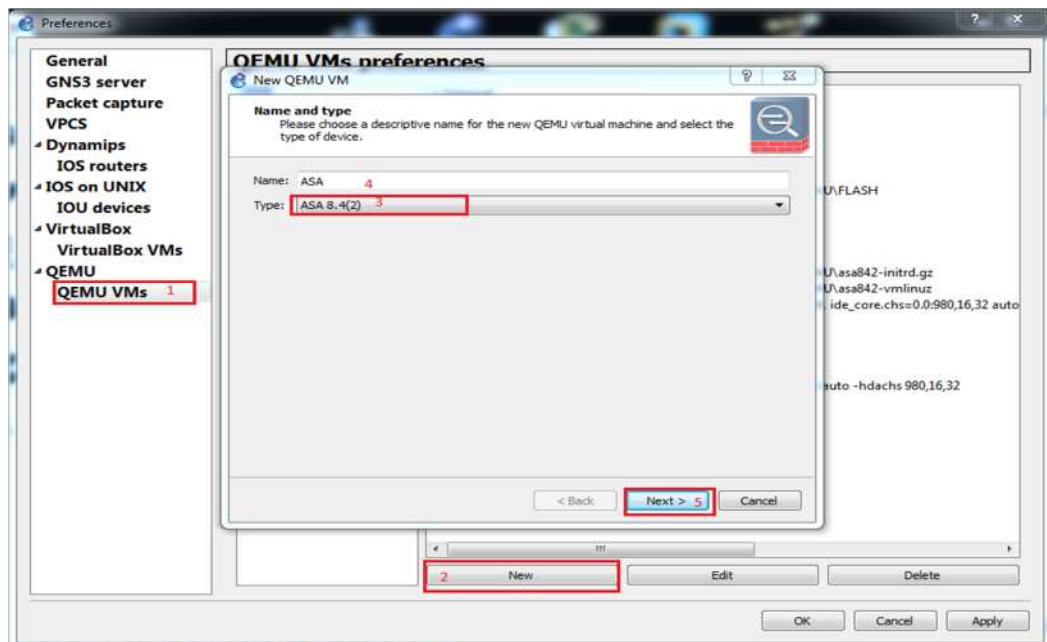 Preferences
General
GNS3 server
Packet capture
VPCS
Dynamips
IOS routers
IOS on UNIX
IOU devices
VirtualBox
VirtualBox VMs
QEMU
QEMU VMs 1
QEMU VMs preferences
New QEMU VM
Name and type
Please choose a descriptive name for the new QEMU virtual machine and select the
type of device.
Name: ASA 4
Type: ASA 8.4(2) 3
< Back
Next > 5
Cancel
U\FLASH
U\asa842-initrd.gz
U\asa842-vmlinuz
ide_core.chs=0.0:980,16,32 auto
auto -hdachs 980,16,32
2 New
Edit
Delete
OK
Cancel
Apply